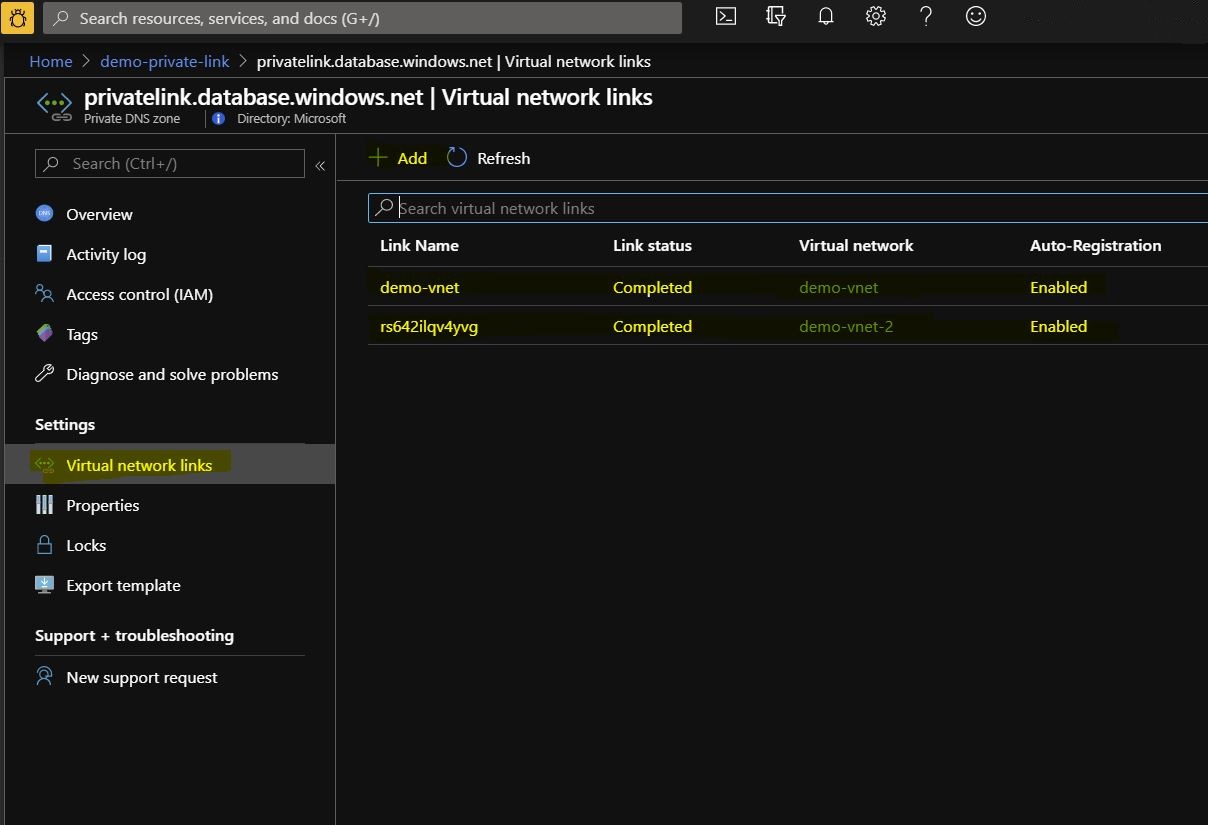 Search resources, services, and docs (G+/)
Home > demo-private-link > privatelink.database.windows.net | Virtual network links
privatelink.database.windows.net | Virtual network links
Private DNS zone | Directory: Microsoft
Search (Ctrl+/)
«
Overview
Activity log
Access control (IAM)
Tags
Diagnose and solve problems
Settings
Virtual network links
Properties
Locks
Export template
Support + troubleshooting
New support request
+ Add Refresh
Search virtual network links
Link Name Link status Virtual network Auto-Registration
demo-vnet Completed demo-vnet Enabled
rs642ilqv4yvg Completed demo-vnet-2 Enabled